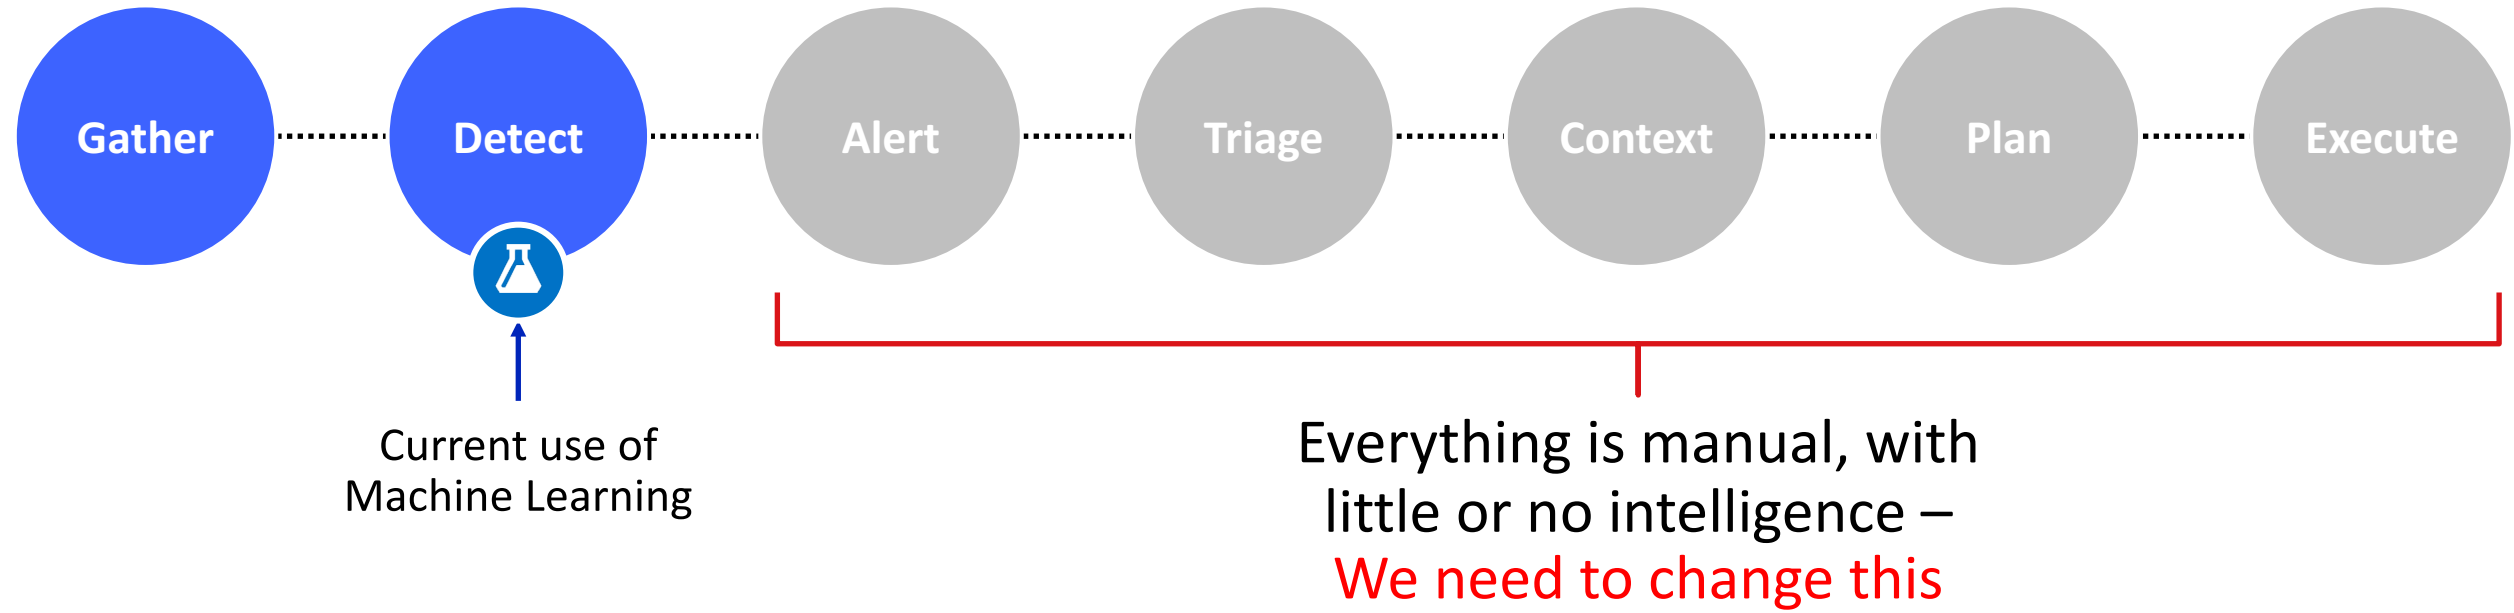 Gather
Detect
Alert
Triage
Context
Plan
Execute
Current use of
Machine Learning
Everything is manual, with
little or no intelligence —
We need to change this